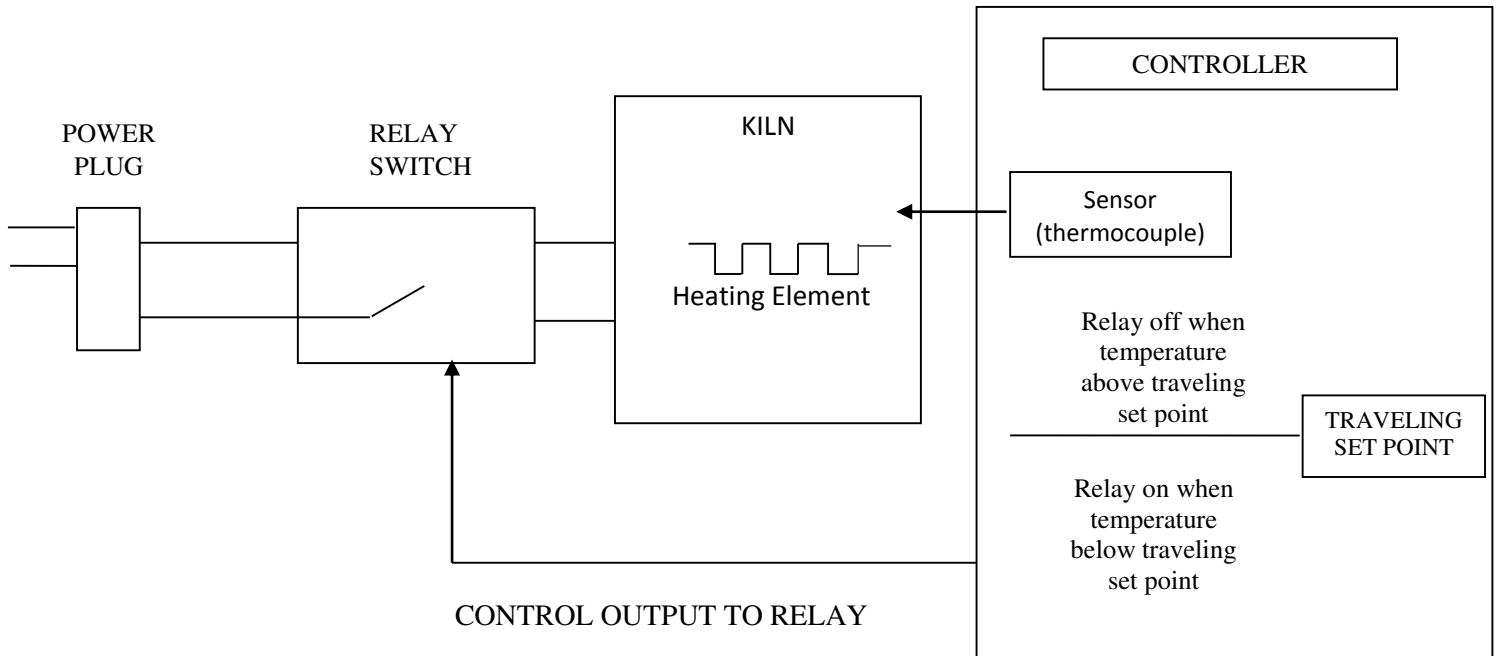 CONTROLLER
POWER
PLUG
RELAY
SWITCH
KILN
Sensor
(thermocouple)
Heating Element
Relay off when
temperature
above traveling
set point
TRAVELING
SET POINT
Relay on when
temperature
below traveling
set point
CONTROL OUTPUT TO RELAY